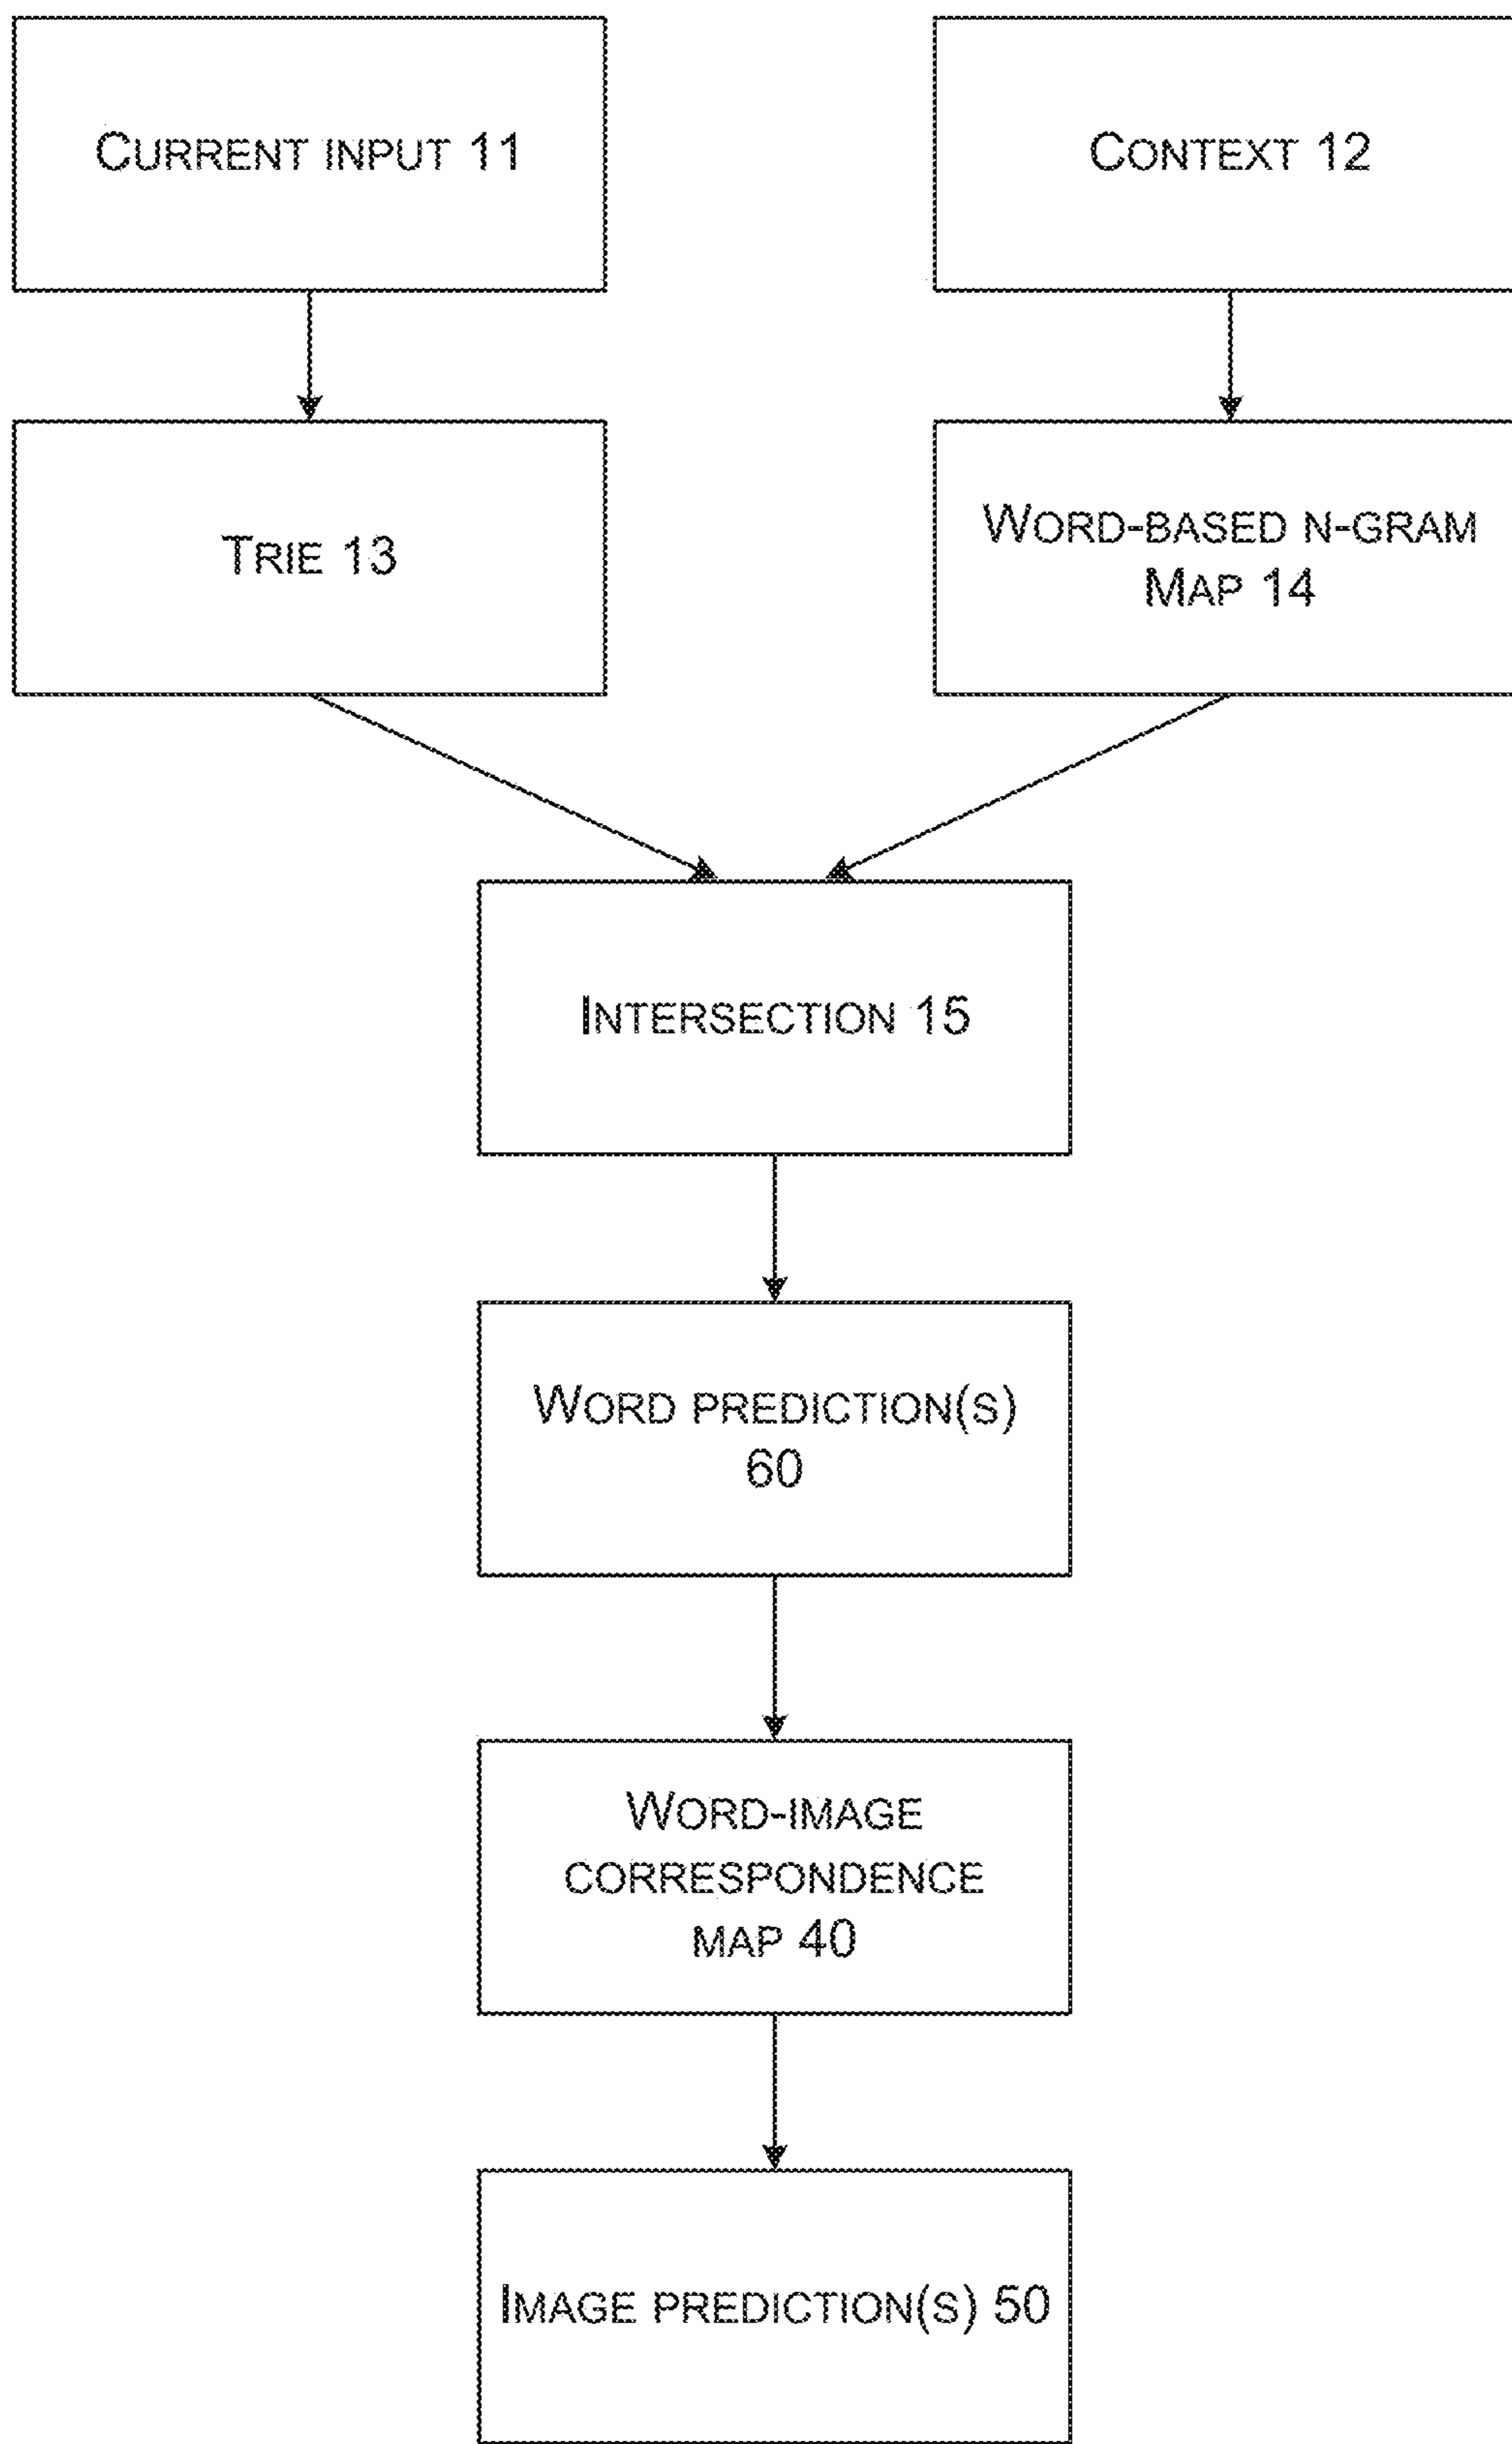 CURRENT INPUT 11
CONTEXT 12
TRIE 13
WORD-BASED N-GRAM
MAP 14
INTERSECTION 15
WORD PREDICTION(S)
60
WORD-IMAGE
CORRESPONDENCE
MAP 40
IMAGE PREDICTION(S) 50